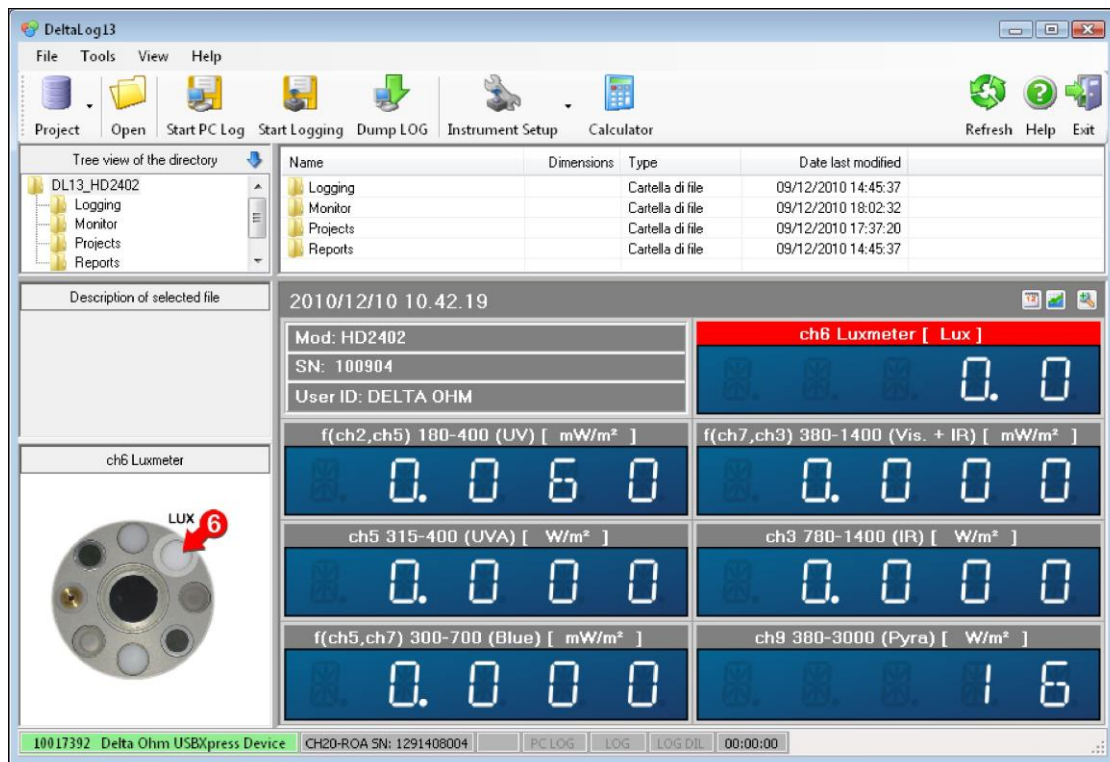 DeltaLog13
File Tools View Help
Project Open Start PC Log Start Logging Dump LOG Instrument Setup Calculator Refresh Help Exit
Tree view of the directory
DL13_HD2402
Logging
Monitor
Projects
Reports
Name Dimensions Type Date last modified
Logging Cartella di file 09/12/2010 14:45:37
Monitor Cartella di file 09/12/2010 18:02:32
Projects Cartella di file 09/12/2010 17:37:20
Reports Cartella di file 09/12/2010 14:45:37
Description of selected file
2010/12/10 10.42.19
Mod: HD2402
SN: 100904
User ID: DELTA OHM
ch6 Luxmeter [ Lux ]
0.0
f(ch2,ch5) 180-400 (UV) [ mW/m² ]
0.060
f(ch7,ch3) 380-1400 (Vis. + IR) [ mW/m² ]
0.000
ch6 Luxmeter
LUX 6
ch5 315-400 (UVA) [ W/m² ]
0.000
ch3 780-1400 (IR) [ W/m² ]
0.000
f(ch5,ch7) 300-700 (Blue) [ mW/m² ]
0.000
ch9 380-3000 (Pyra) [ W/m² ]
16
10017392 Delta Ohm USBXpress Device CH20-ROA SN: 1291408004 PC LOG LOG LOG DIL 00:00:00